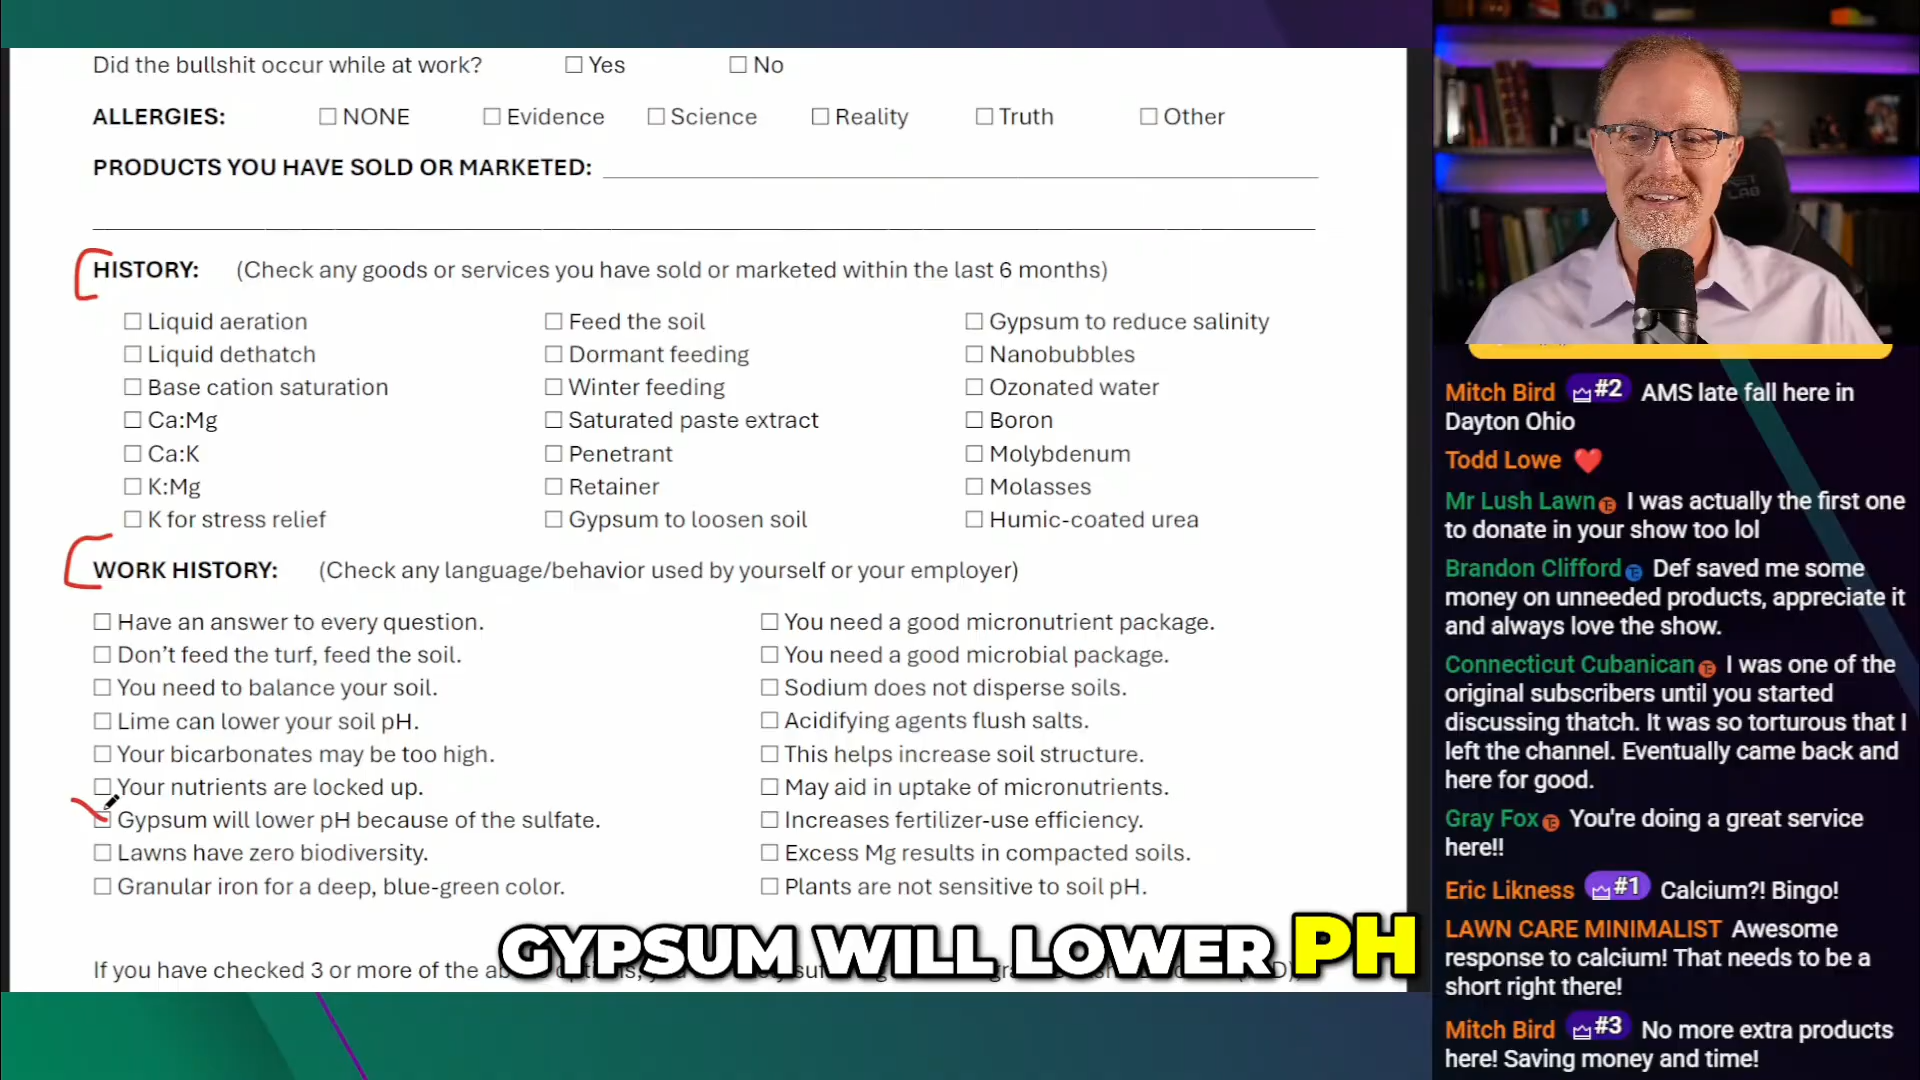 Did the bullshit occur while at work? ☐ Yes ☐ No
ALLERGIES: ☐ NONE ☐ Evidence ☐ Science ☐ Reality ☐ Truth ☐ Other
PRODUCTS YOU HAVE SOLD OR MARKETED:
HISTORY: (Check any goods or services you have sold or marketed within the last 6 months)
☐ Liquid aeration ☐ Feed the soil ☐ Gypsum to reduce salinity
☐ Liquid dethatch ☐ Dormant feeding ☐ Nanobubbles
☐ Base cation saturation ☐ Winter feeding ☐ Ozonated water
☐ Ca:Mg ☐ Saturated paste extract ☐ Boron
☐ Ca:K ☐ Penetrant ☐ Molybdenum
☐ K:Mg ☐ Retainer ☐ Molasses
☐ K for stress relief ☐ Gypsum to loosen soil ☐ Humic-coated urea
WORK HISTORY: (Check any language/behavior used by yourself or your employer)
☐ Have an answer to every question. ☐ You need a good micronutrient package.
☐ Don’t feed the turf, feed the soil. ☐ You need a good microbial package.
☐ You need to balance your soil. ☐ Sodium does not disperse soils.
☐ Lime can lower your soil pH. ☐ Acidifying agents flush salts.
☐ Your bicarbonates may be too high. ☐ This helps increase soil structure.
☐ Your nutrients are locked up. ☐ May aid in uptake of micronutrients.
☐ Gypsum will lower pH because of the sulfate. ☐ Increases fertilizer-use efficiency.
☐ Lawns have zero biodiversity. ☐ Excess Mg results in compacted soils.
☐ Granular iron for a deep, blue-green color. ☐ Plants are not sensitive to soil pH.
GYPSUM WILL LOWER PH
If you have checked 3 or more of the
Mitch Bird #2 AMS late fall here in
Dayton Ohio
Todd Lowe ❤️
Mr Lush Lawn I was actually the first one
to donate in your show too lol
Brandon Clifford Def saved me some
money on unneeded products, appreciate it
and always love the show.
Connecticut Cubanican I was one of the
original subscribers until you started
discussing thatch. It was so torturous that I
left the channel. Eventually came back and
here for good.
Gray Fox You're doing a great service
here!!
Eric Likness #1 Calcium?! Bingo!
LAWN CARE MINIMALIST Awesome
response to calcium! That needs to be a
short right there!
Mitch Bird #3 No more extra products
here! Saving money and time!